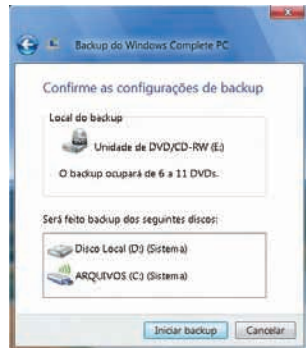 Backup do Windows Complete PC
Confirme as configurações de backup
Local do backup
Unidade de DVD/CD-RW (E:)
O backup ocupará de 6 a 11 DVDs.
Será feito backup dos seguintes discos:
Disco Local (D:) (Sistema)
ARQUIVOS (C:) (Sistema)
Iniciar backup
Cancelar